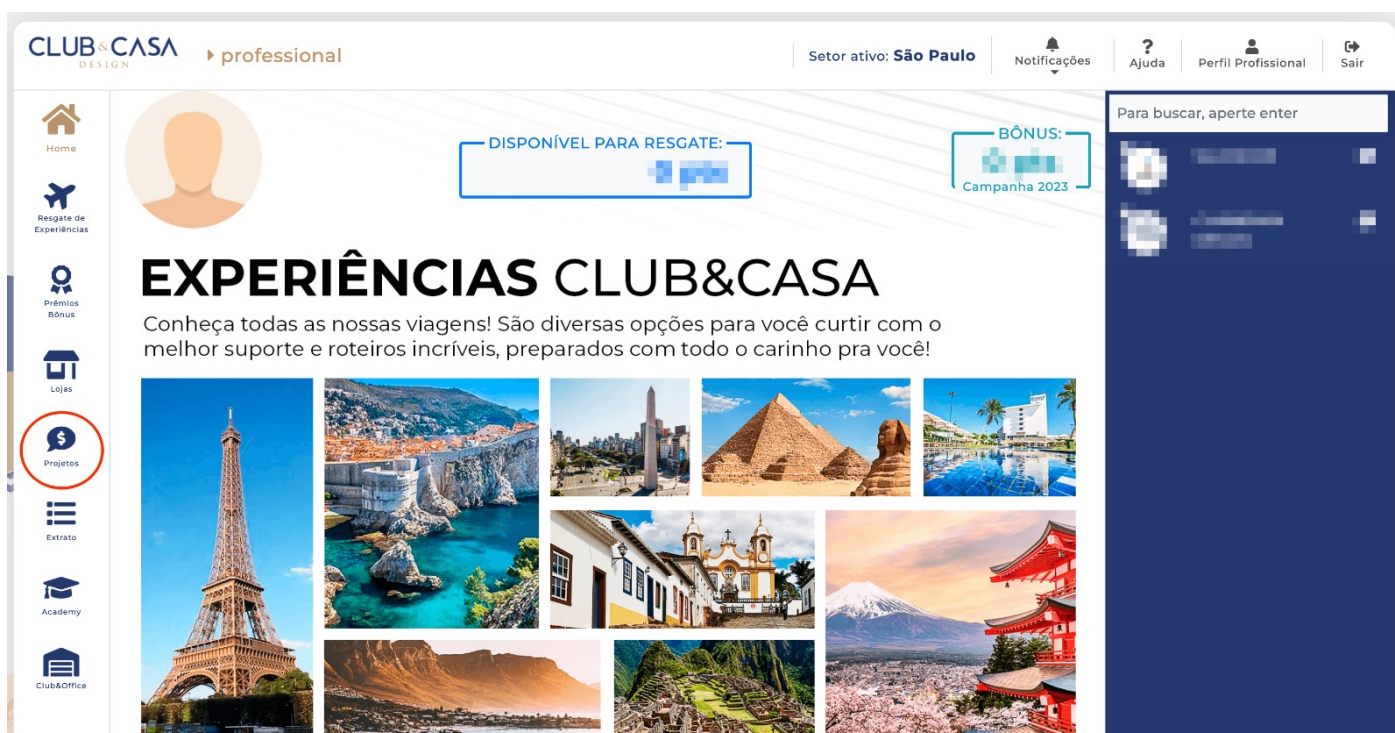 CLUB&CASA
DESIGN
professional
Setor ativo: São Paulo
Notificações
Ajuda
Perfil Profissional
Sair
Home
Resgate de
Experiências
Prêmios
Bônus
Lojas
Projetos
Extrato
Academy
Club&Office
DISPONÍVEL PARA RESGATE:
BÔNUS:
Campanha 2023
EXPERIÊNCIAS CLUB&CASA
Conheça todas as nossas viagens! São diversas opções para você curtir com o
melhor suporte e roteiros incríveis, preparados com todo o carinho pra você!
Para buscar, aperte enter